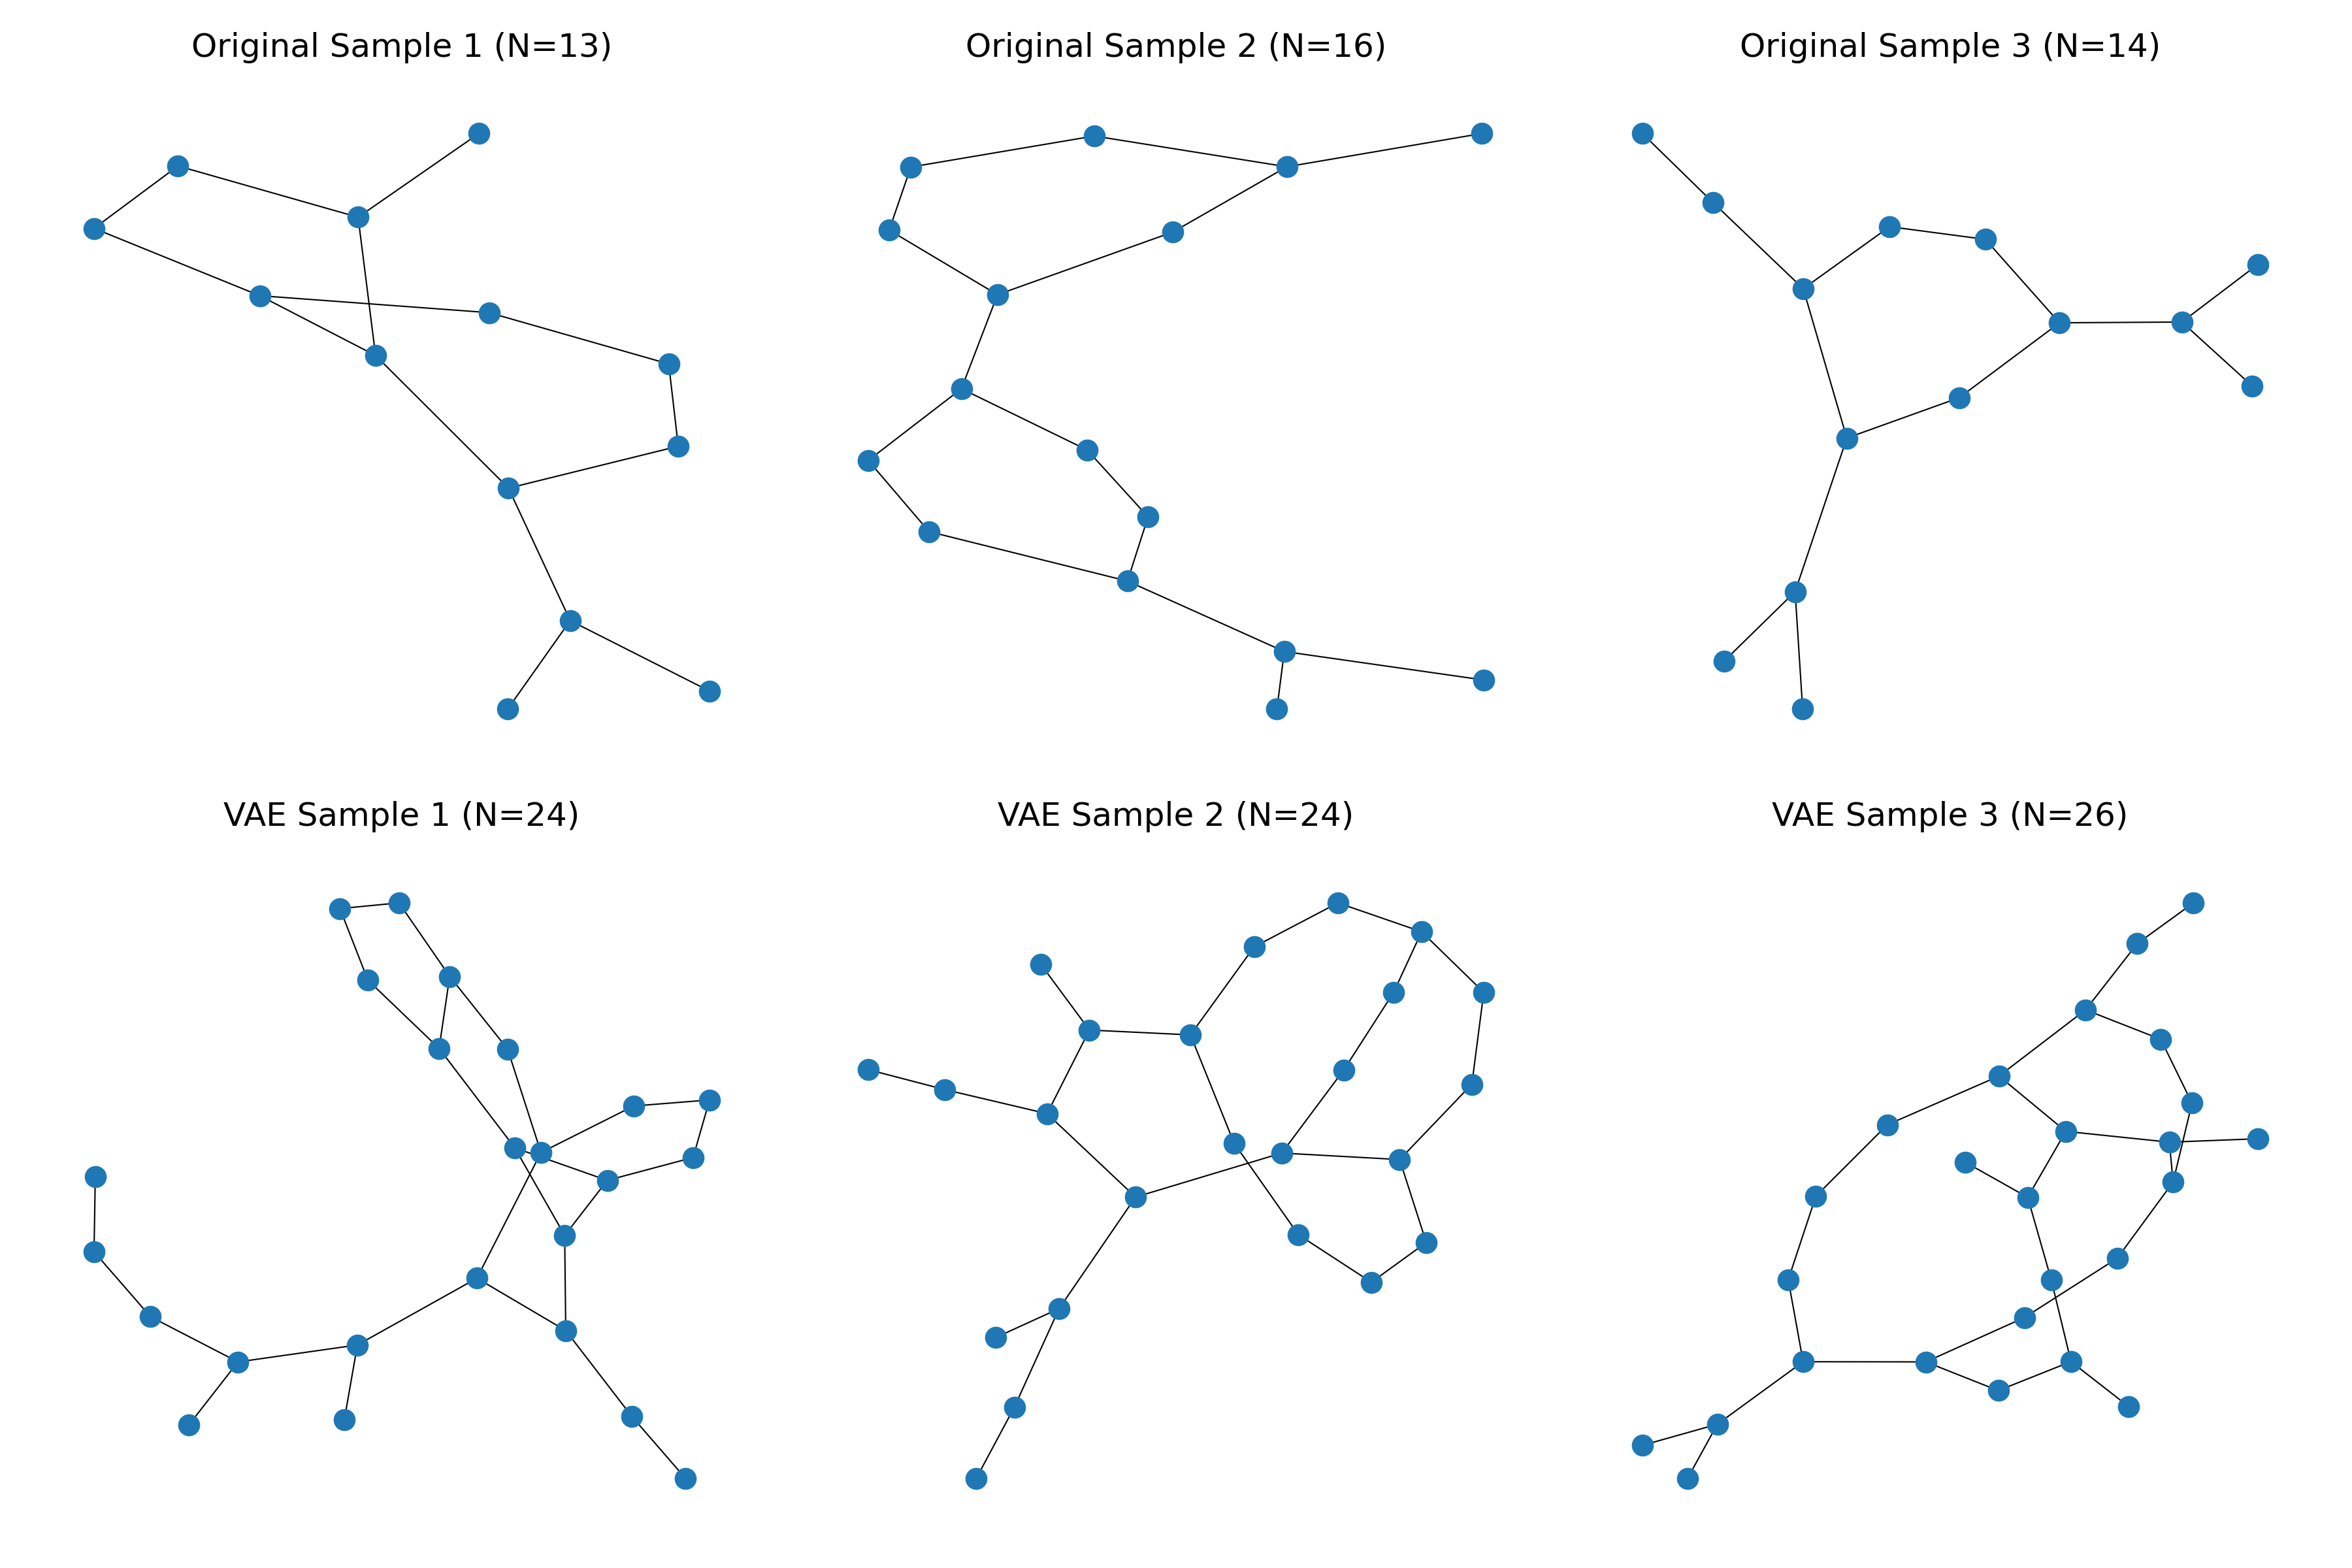 Original Sample 1 (N=13)
Original Sample 2 (N=16)
Original Sample 3 (N=14)
VAE Sample 1 (N=24)
VAE Sample 2 (N=24)
VAE Sample 3 (N=26)